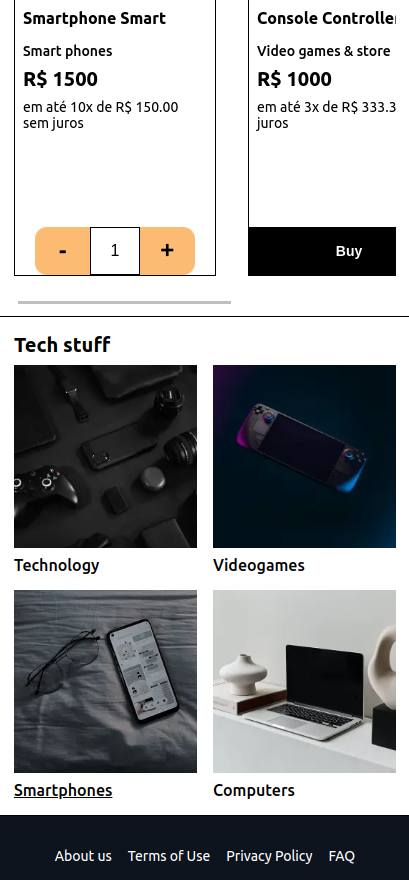 Smartphone Smart
Smart phones
R$ 1500
em até 10x de R$ 150.00
sem juros
- 1 +
Console Controller
Video games & store
R$ 1000
em até 3x de R$ 333.3
juros
Buy
Tech stuff
Technology
Videogames
Smartphones
Computers
About us Terms of Use Privacy Policy FAQ